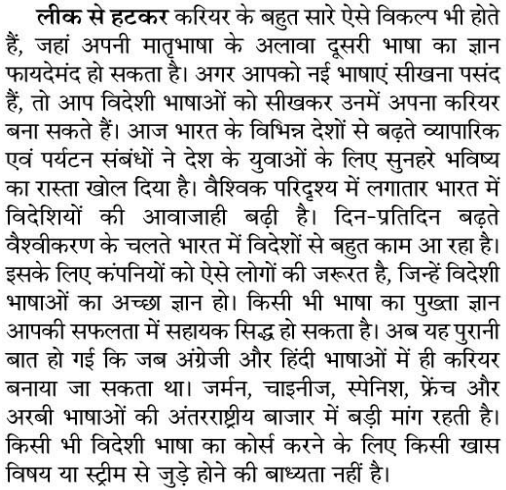 लीक से हटकर करियर के बहुत सारे ऐसे विकल्प भी होते
हैं, जहां अपनी मातृभाषा के अलावा दूसरी भाषा का ज्ञान
फायदेमंद हो सकता है। अगर आपको नई भाषाएं सीखना पसंद
हैं, तो आप विदेशी भाषाओं को सीखकर उनमें अपना करियर
बना सकते हैं। आज भारत के विभिन्न देशों से बढ़ते व्यापारिक
एवं पर्यटन संबंधों ने देश के युवाओं के लिए सुनहरे भविष्य
का रास्ता खोल दिया है। वैश्विक परिदृश्य में लगातार भारत में
विदेशियों की आवाजाही बढ़ी है। दिन-प्रतिदिन बढ़ते
वैश्वीकरण के चलते भारत में विदेशों से बहुत काम आ रहा है।
इसके लिए कंपनियों को ऐसे लोगों की जरूरत है, जिन्हें विदेशी
भाषाओं का अच्छा ज्ञान हो। किसी भी भाषा का पुख्ता ज्ञान
आपकी सफलता में सहायक सिद्ध हो सकता है। अब यह पुरानी
बात हो गई कि जब अंग्रेजी और हिंदी भाषाओं में ही करियर
बनाया जा सकता था। जर्मन, चाइनीज, स्पेनिश, फ्रेंच और
अरबी भाषाओं की अंतरराष्ट्रीय बाजार में बड़ी मांग रहती है।
किसी भी विदेशी भाषा का कोर्स करने के लिए किसी खास
विषय या स्ट्रीम से जुड़े होने की बाध्यता नहीं है।